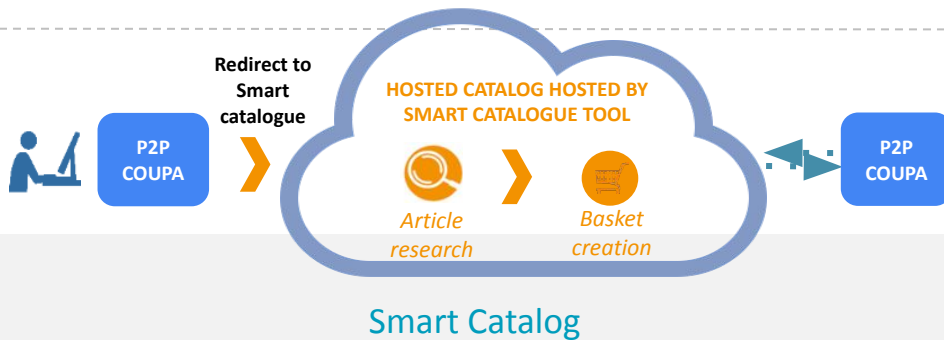 Redirect to
Smart
catalogue
P2P
COUPA
HOSTED CATALOG HOSTED BY
SMART CATALOGUE TOOL
Article
research
Basket
creation
P2P
COUPA
Smart Catalog